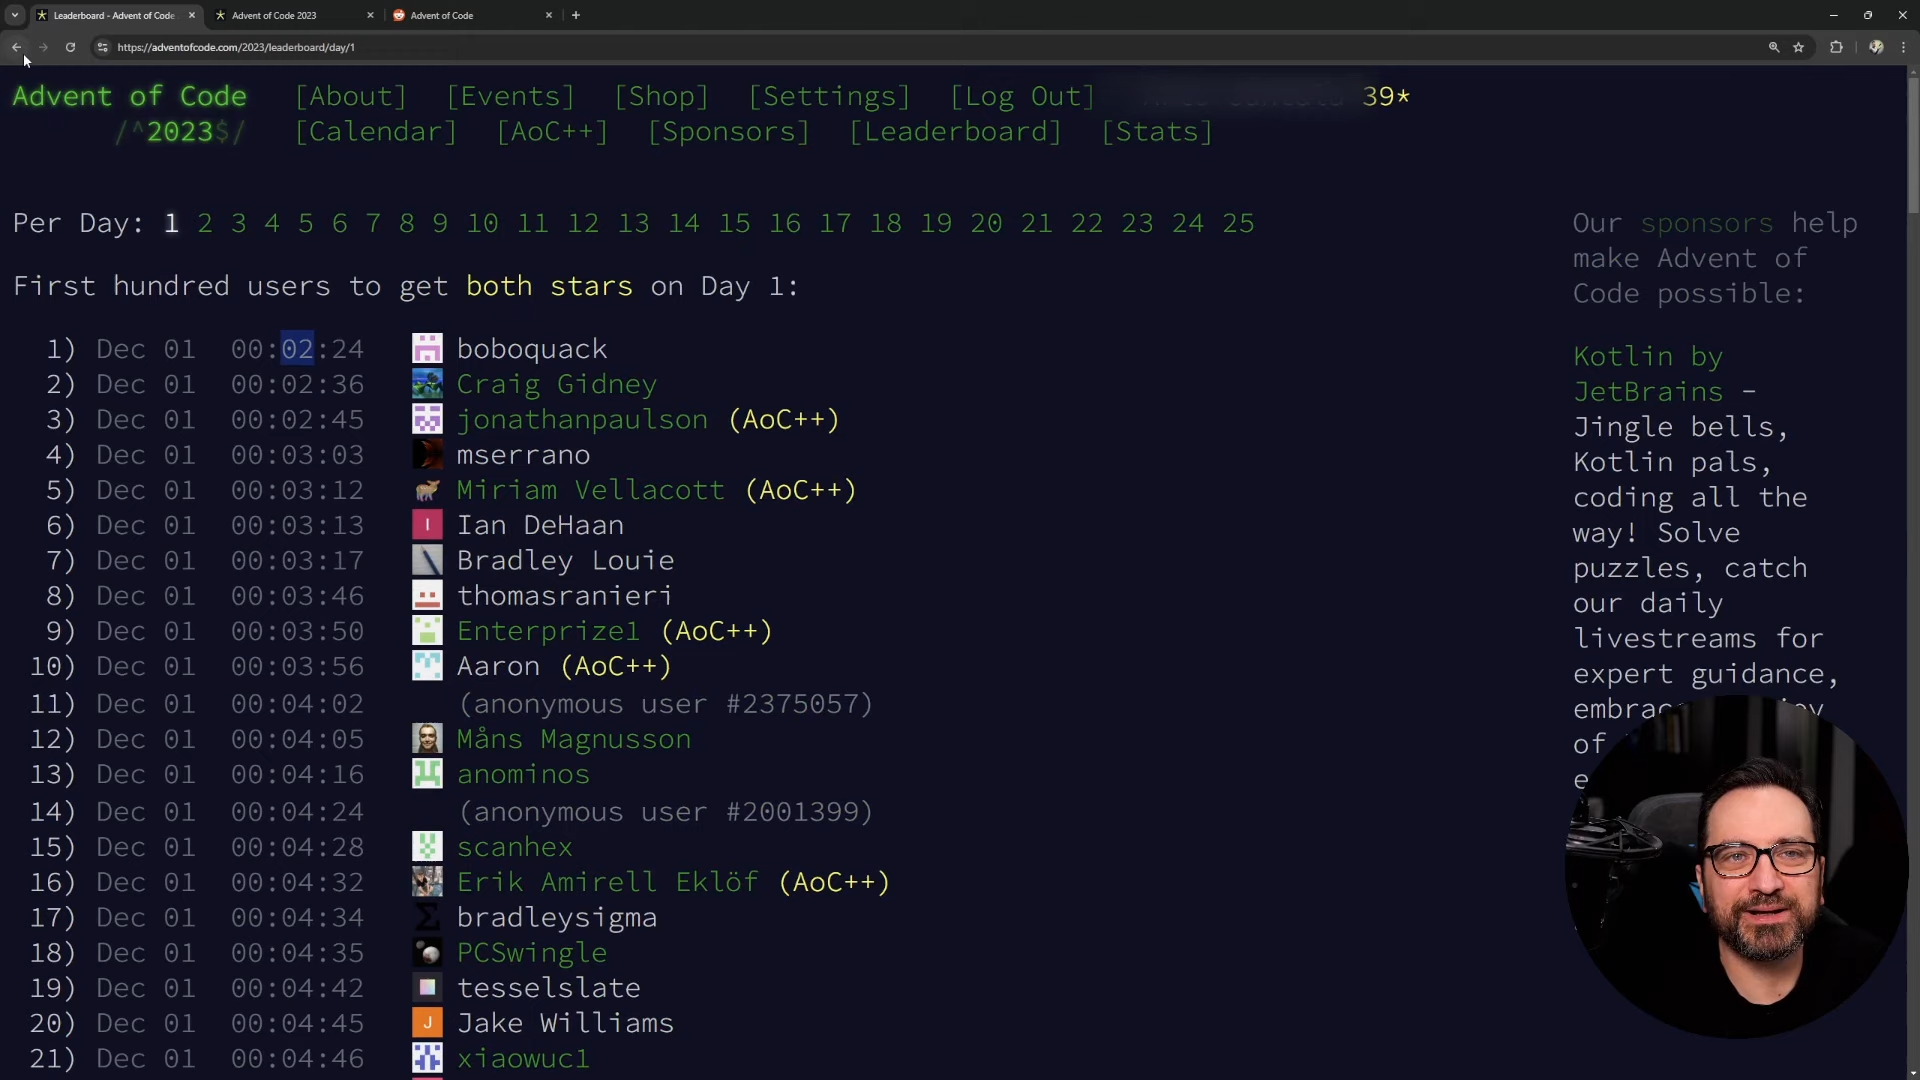 Leaderboard - Advent of Code
Advent of Code 2023
Advent of Code
https://adventofcode.com/2023/leaderboard/day/1
Advent of Code [About] [Events] [Shop] [Settings] [Log Out] 39*
/^2023$/ [Calendar] [AoC++] [Sponsors] [Leaderboard] [Stats]
Per Day: 1 2 3 4 5 6 7 8 9 10 11 12 13 14 15 16 17 18 19 20 21 22 23 24 25
First hundred users to get both stars on Day 1:
1) Dec 01 00:02:24 boboquack
2) Dec 01 00:02:36 Craig Gidney
3) Dec 01 00:02:45 jonathanpaulson (AoC++)
4) Dec 01 00:03:03 mserrano
5) Dec 01 00:03:12 Miriam Vellacott (AoC++)
6) Dec 01 00:03:13 Ian DeHaan
7) Dec 01 00:03:17 Bradley Louie
8) Dec 01 00:03:46 thomasranieri
9) Dec 01 00:03:50 Enterprize1 (AoC++)
10) Dec 01 00:03:56 Aaron (AoC++)
11) Dec 01 00:04:02 (anonymous user #2375057)
12) Dec 01 00:04:05 Måns Magnusson
13) Dec 01 00:04:16 anominos
14) Dec 01 00:04:24 (anonymous user #2001399)
15) Dec 01 00:04:28 scanhex
16) Dec 01 00:04:32 Erik Amirell Eklöf (AoC++)
17) Dec 01 00:04:34 bradleysigma
18) Dec 01 00:04:35 PCSwingle
19) Dec 01 00:04:42 tesselslate
20) Dec 01 00:04:45 Jake Williams
21) Dec 01 00:04:46 xiaowuc1
Our sponsors help
make Advent of
Code possible:
Kotlin by
JetBrains -
Jingle bells,
Kotlin pals,
coding all the
way! Solve
puzzles, catch
our daily
livestreams for
expert guidance,
of